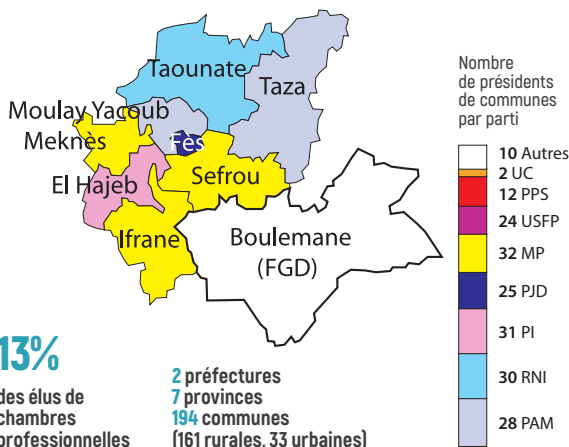 Taounate
Taza
Moulay Yacoub
Meknès
Fès
El Hajeb
Sefrou
Ifrane
Boulemane
(FGD)
Nombre
de présidents
de communes
par parti
10 Autres
2 UC
12 PPS
24 USFP
32 MP
25 PJD
31 PI
30 RNI
28 PAM
13%
des élus de
chambres
professionnelles
2 préfectures
7 provinces
194 communes
(161 rurales, 33 urbaines)